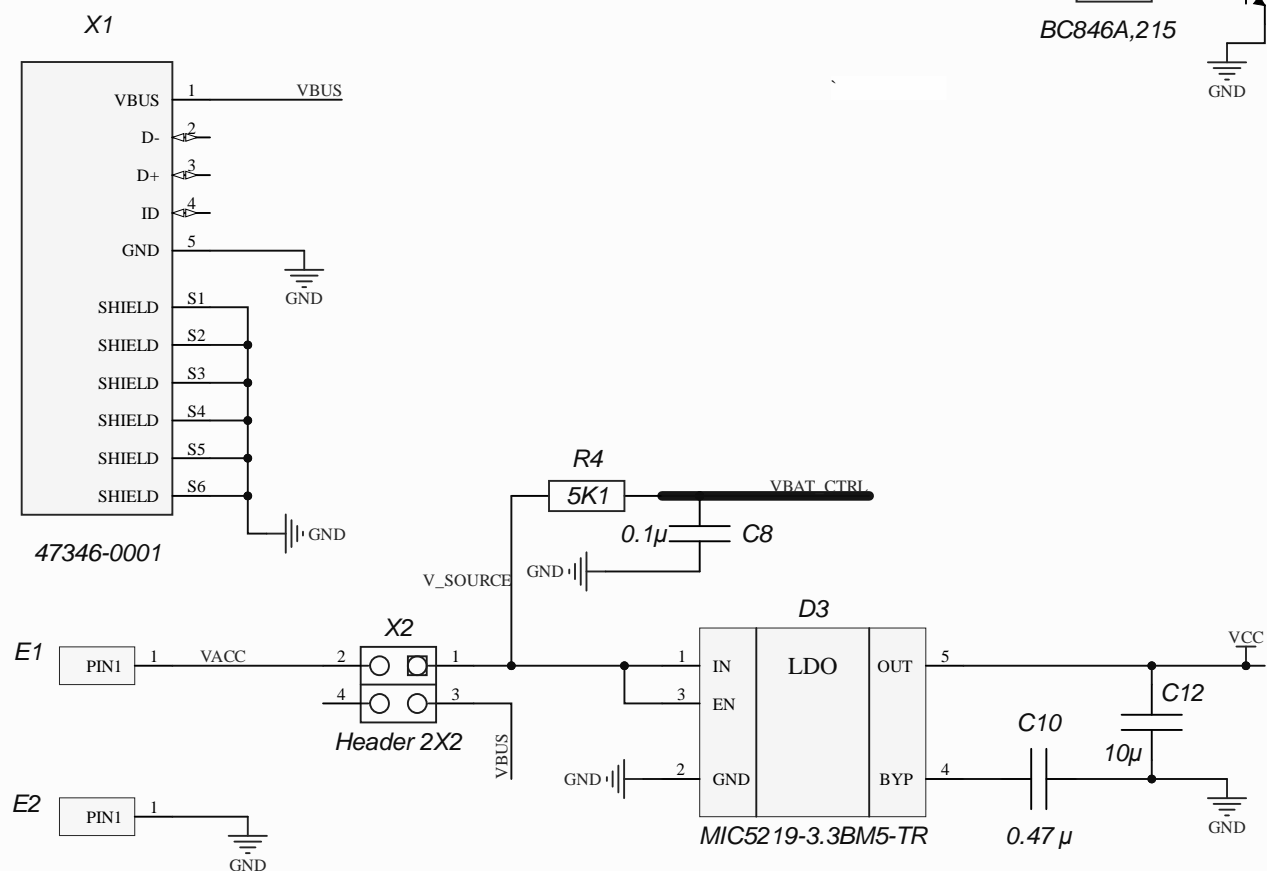 X1
BC846A,215
GND
`
VBUS 1 VBUS
D- 2
D+ 3
ID 4
GND 5
GND
SHIELD S1
SHIELD S2
SHIELD S3
SHIELD S4
SHIELD S5
SHIELD S6
GND
47346-0001
R4
5K1
VBAT_CTRL
0.1µ
C8
GND
V_SOURCE
E1
PIN1 1 VACC
X2
2 1
4 3
Header 2X2
VBUS
D3
1 IN LDO OUT 5
3 EN
GND 2 GND BYP 4
MIC5219-3.3BM5-TR
VCC
C12
10µ
C10
0.47 µ
GND
E2
PIN1 1
GND